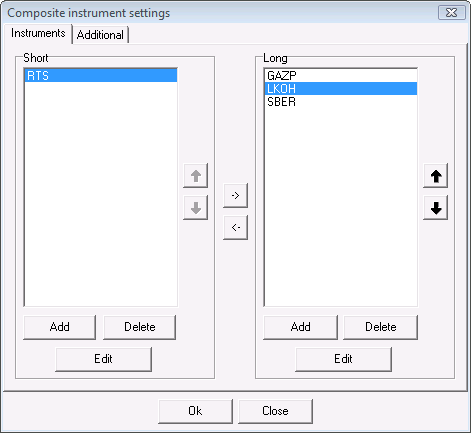 Composite instrument settings
Instruments
Additional
Short
RTS
Add
Delete
Edit
->
<-
Long
GAZP
LKOH
SBER
Add
Delete
Edit
Ok
Close